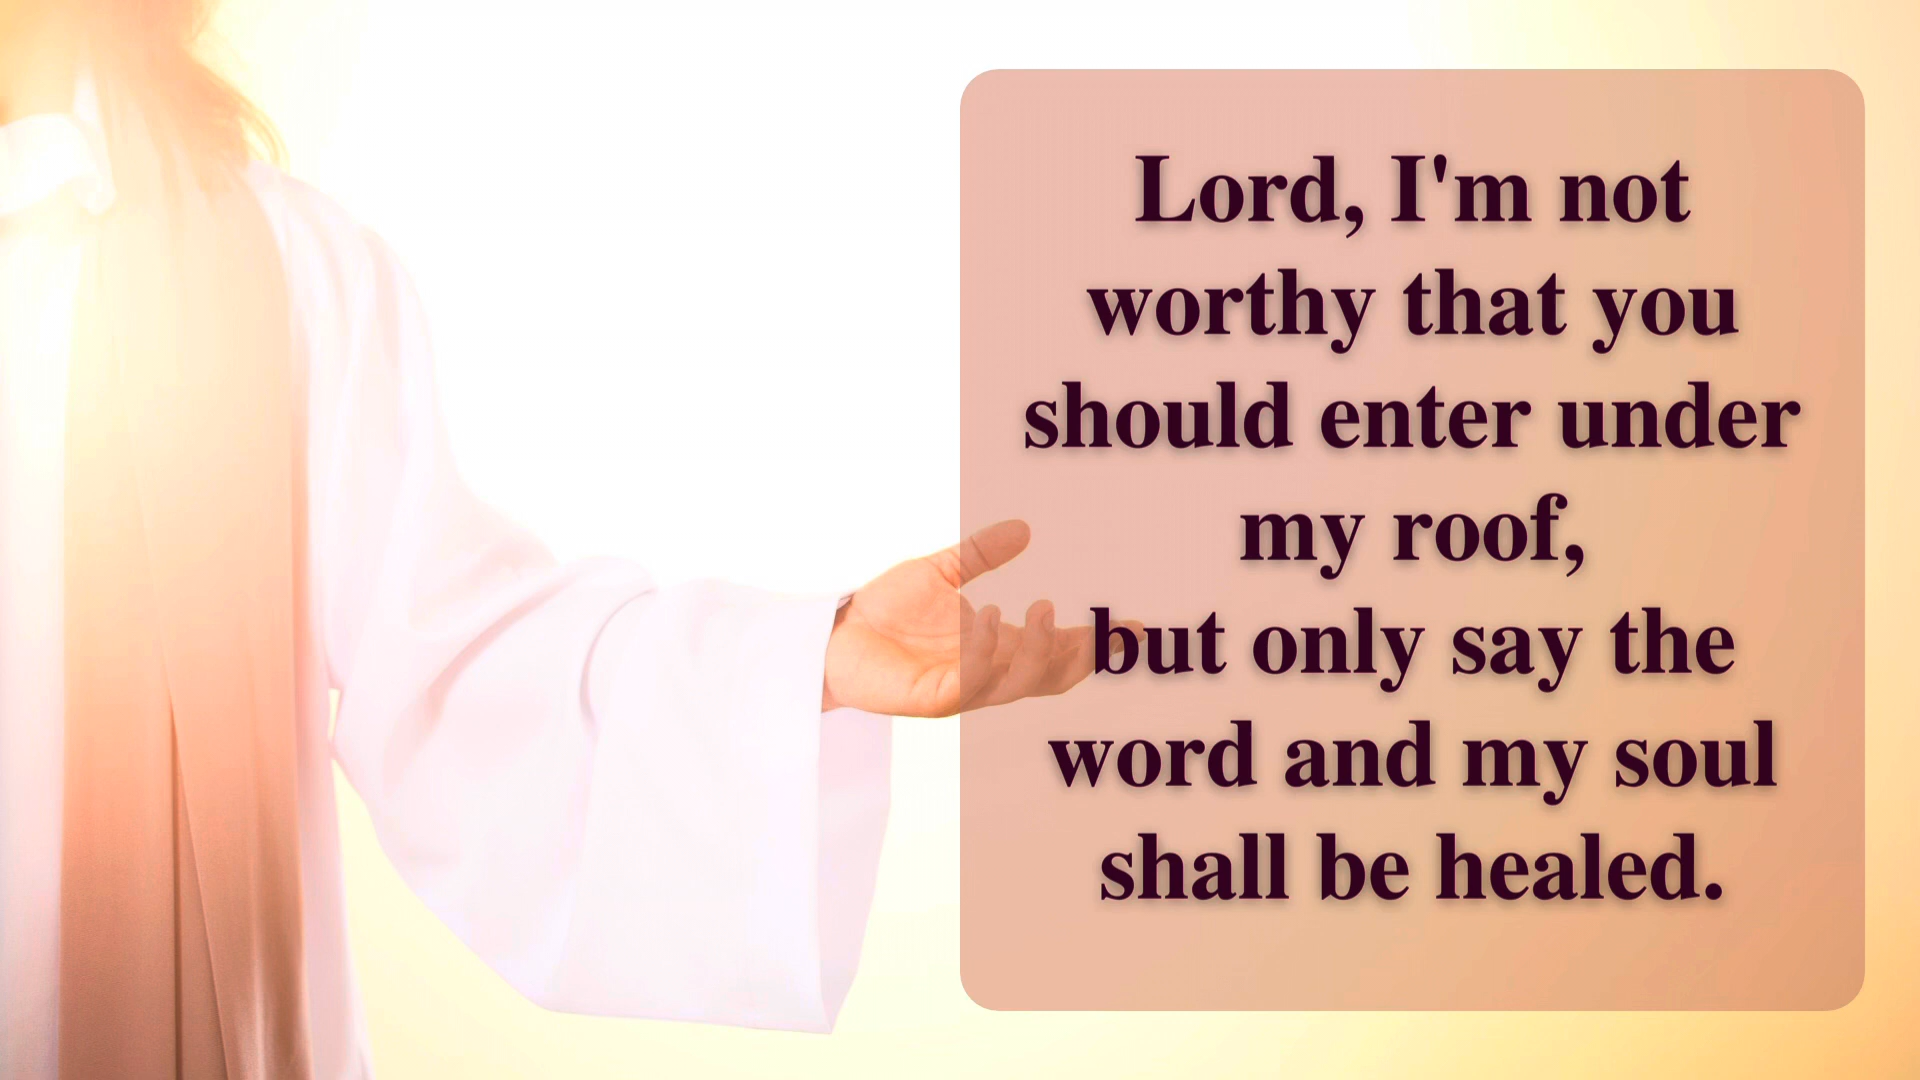 Lord, I'm not
worthy that you
should enter under
my roof,
but only say the
word and my soul
shall be healed.